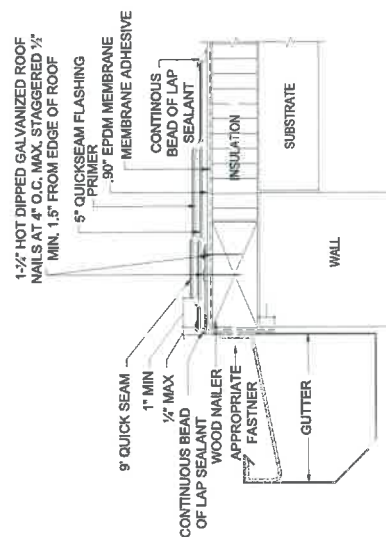 1-¼" HOT DIPPED GALVANIZED ROOF
NAILS AT 4" O.C. MAX, STAGGERED ½"
MIN, 1.5" FROM EDGE OF ROOF
5" QUICKSEAM FLASHING
PRIMER
.90" EPDM MEMBRANE
MEMBRANE ADHESIVE
CONTINOUS
BEAD OF LAP
SEALANT
9' QUICK SEAM
1" MIN
¼" MAX
CONTINUOUS BEAD
OF LAP SEALANT
WOOD NAILER
APPROPRIATE
FASTNER
INSULATION
SUBSTRATE
WALL
GUTTER